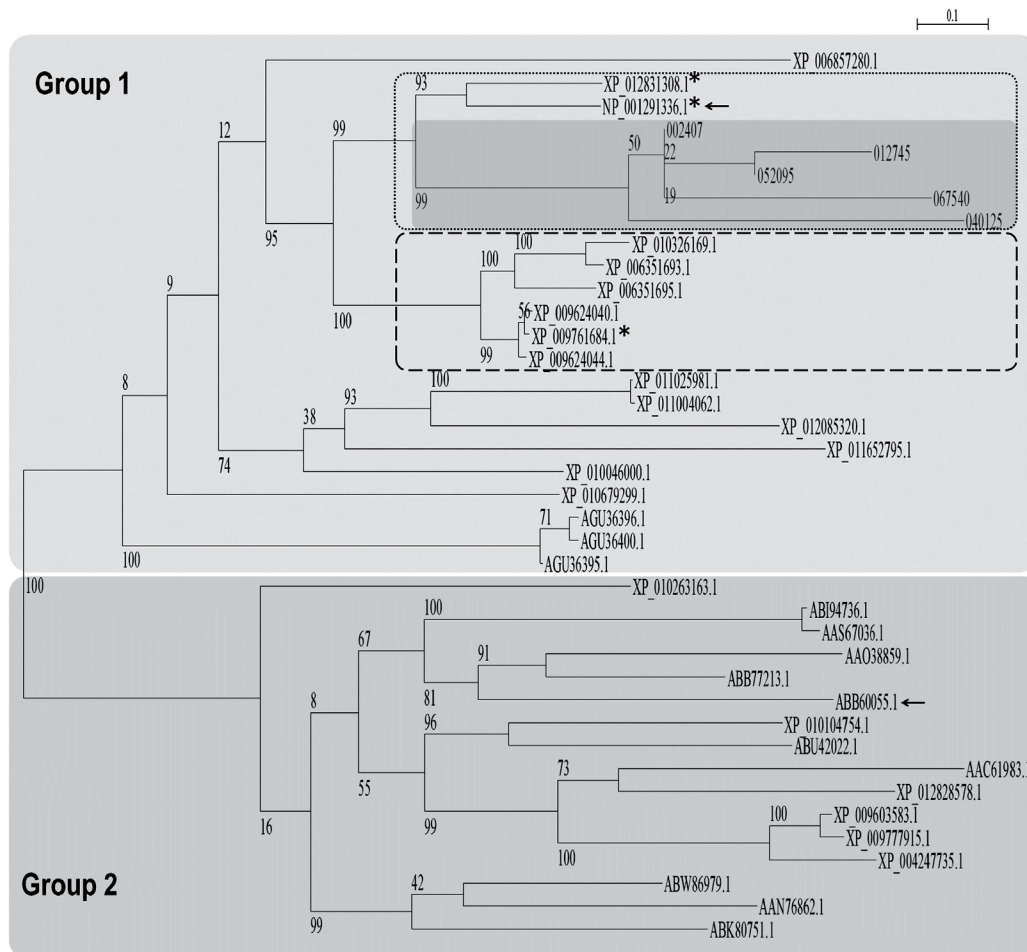 0.1
Group 1
XP_006857280.1
93
XP_012831308.1*
NP_001291336.1*
12
99
002407
50
22
012745
052095
19
067540
99
040125
95
100
XP_010326169.1
100
XP_006351693.1
XP_006351695.1
9
56
XP_009624040.1
XP_009761684.1*
100
99
XP_009624044.1
8
100
XP_011025981.1
93
XP_011004062.1
38
XP_012085320.1
XP_011652795.1
74
XP_010046000.1
XP_010679299.1
71
AGU36396.1
AGU36400.1
100
AGU36395.1
100
XP_010263163.1
100
ABI94736.1
AAS67036.1
67
91
AAO38859.1
ABB77213.1
8
81
ABB60055.1
96
XP_010104754.1
ABU42022.1
73
AAC61983.
55
XP_012828578.1
100
XP_009603583.1
16
99
XP_009777915.1
100
XP_004247735.1
Group 2
42
ABW86979.1
AAN76862.1
99
ABK80751.1